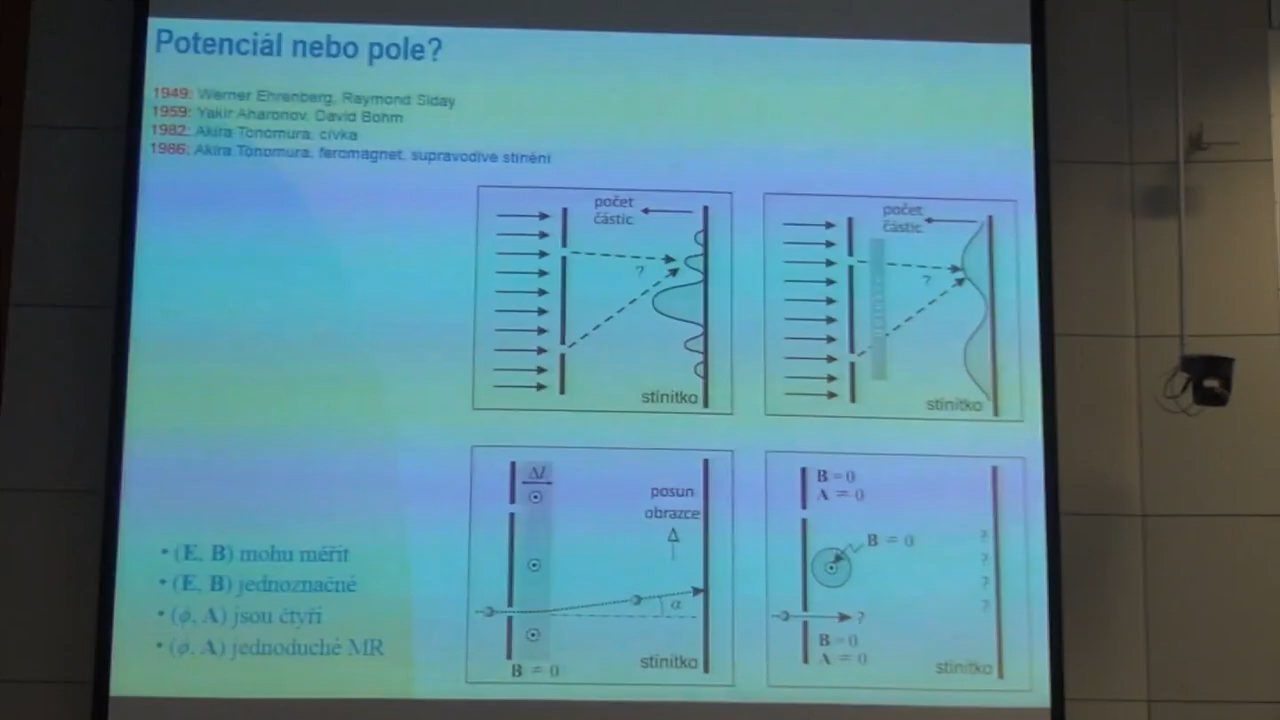 Potenciál nebo pole?
1949: Werner Ehrenberg, Raymond Siday
1959: Yakir Aharonov, David Bohm
1982: Akira Tonomura, cívka
1986: Akira Tonomura, feromagnet, supravodivé stínění
počet
částic
?
stínítko
počet
částic
?
stínítko
Δl
posun
obrazce
Δ
α
stínítko
B = 0
B = 0
A = 0
B = 0
?
?
?
?
?
B = 0
A = 0
stínítko
• (E, B) mohu měřit
• (E, B) jednoznačné
• (ϕ, A) jsou čtyři
• (ϕ, A) jednoduché MR